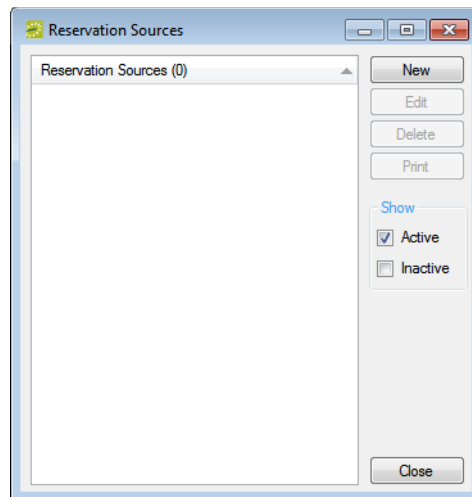 Reservation Sources
Reservation Sources (0)
New
Edit
Delete
Print
Show
Active
Inactive
Close